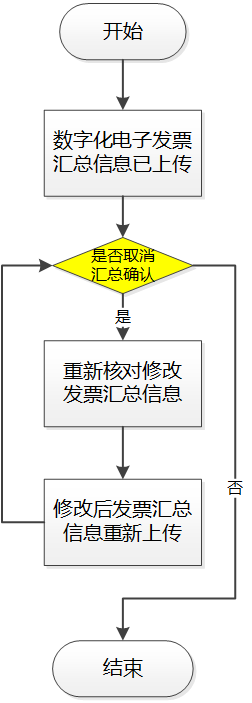 开始
数字化电子发票
汇总信息已上传
是否取消
汇总确认
是
重新核对修改
发票汇总信息
否
修改后发票汇总
信息重新上传
结束